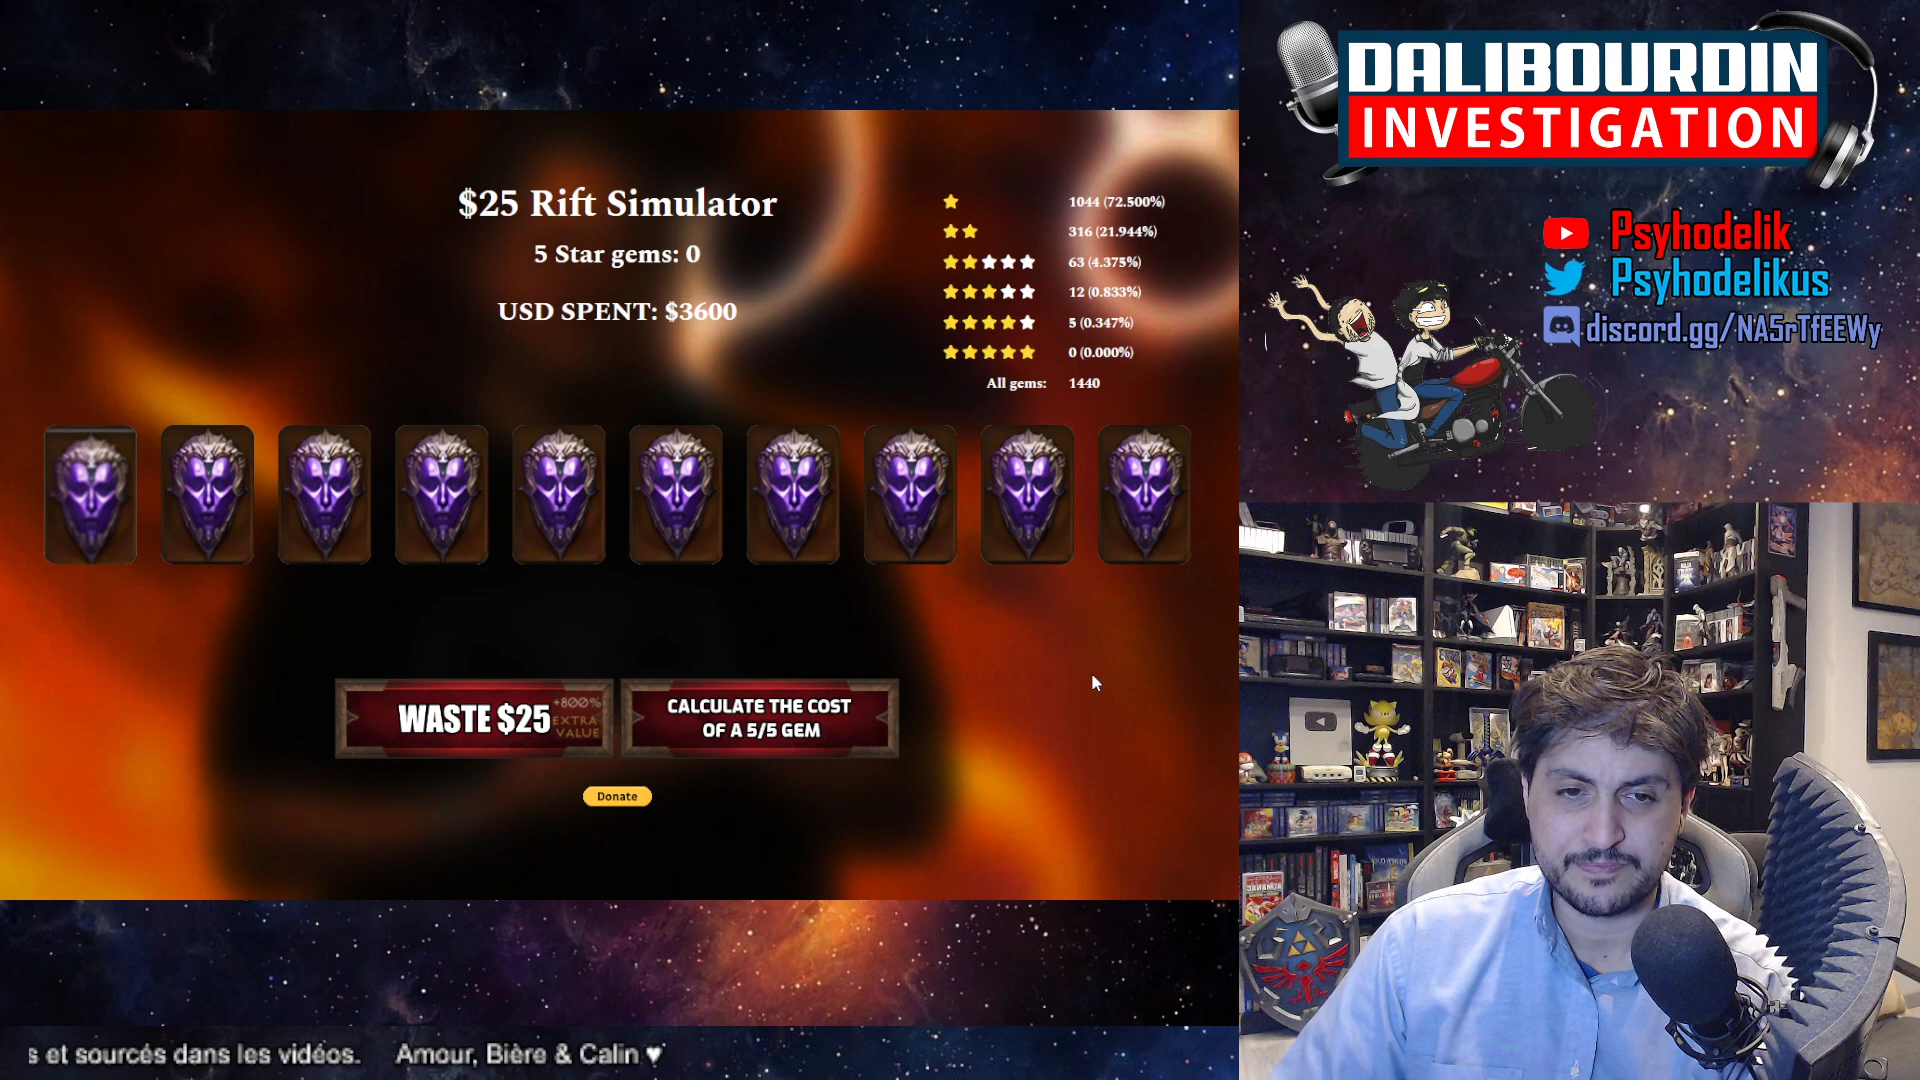 $25 Rift Simulator
5 Star gems: 0
USD SPENT: $3600
1044 (72.500%)
316 (21.944%)
63 (4.375%)
12 (0.833%)
5 (0.347%)
0 (0.000%)
All gems: 1440
WASTE $25
+800%
EXTRA
VALUE
CALCULATE THE COST
OF A 5/5 GEM
Donate
s et sourcés dans les vidéos. Amour, Bière & Calin ♥
DALIBOURDIN
INVESTIGATION
Psyhodelik
Psyhodelikus
discord.gg/NA5rTfEEWy